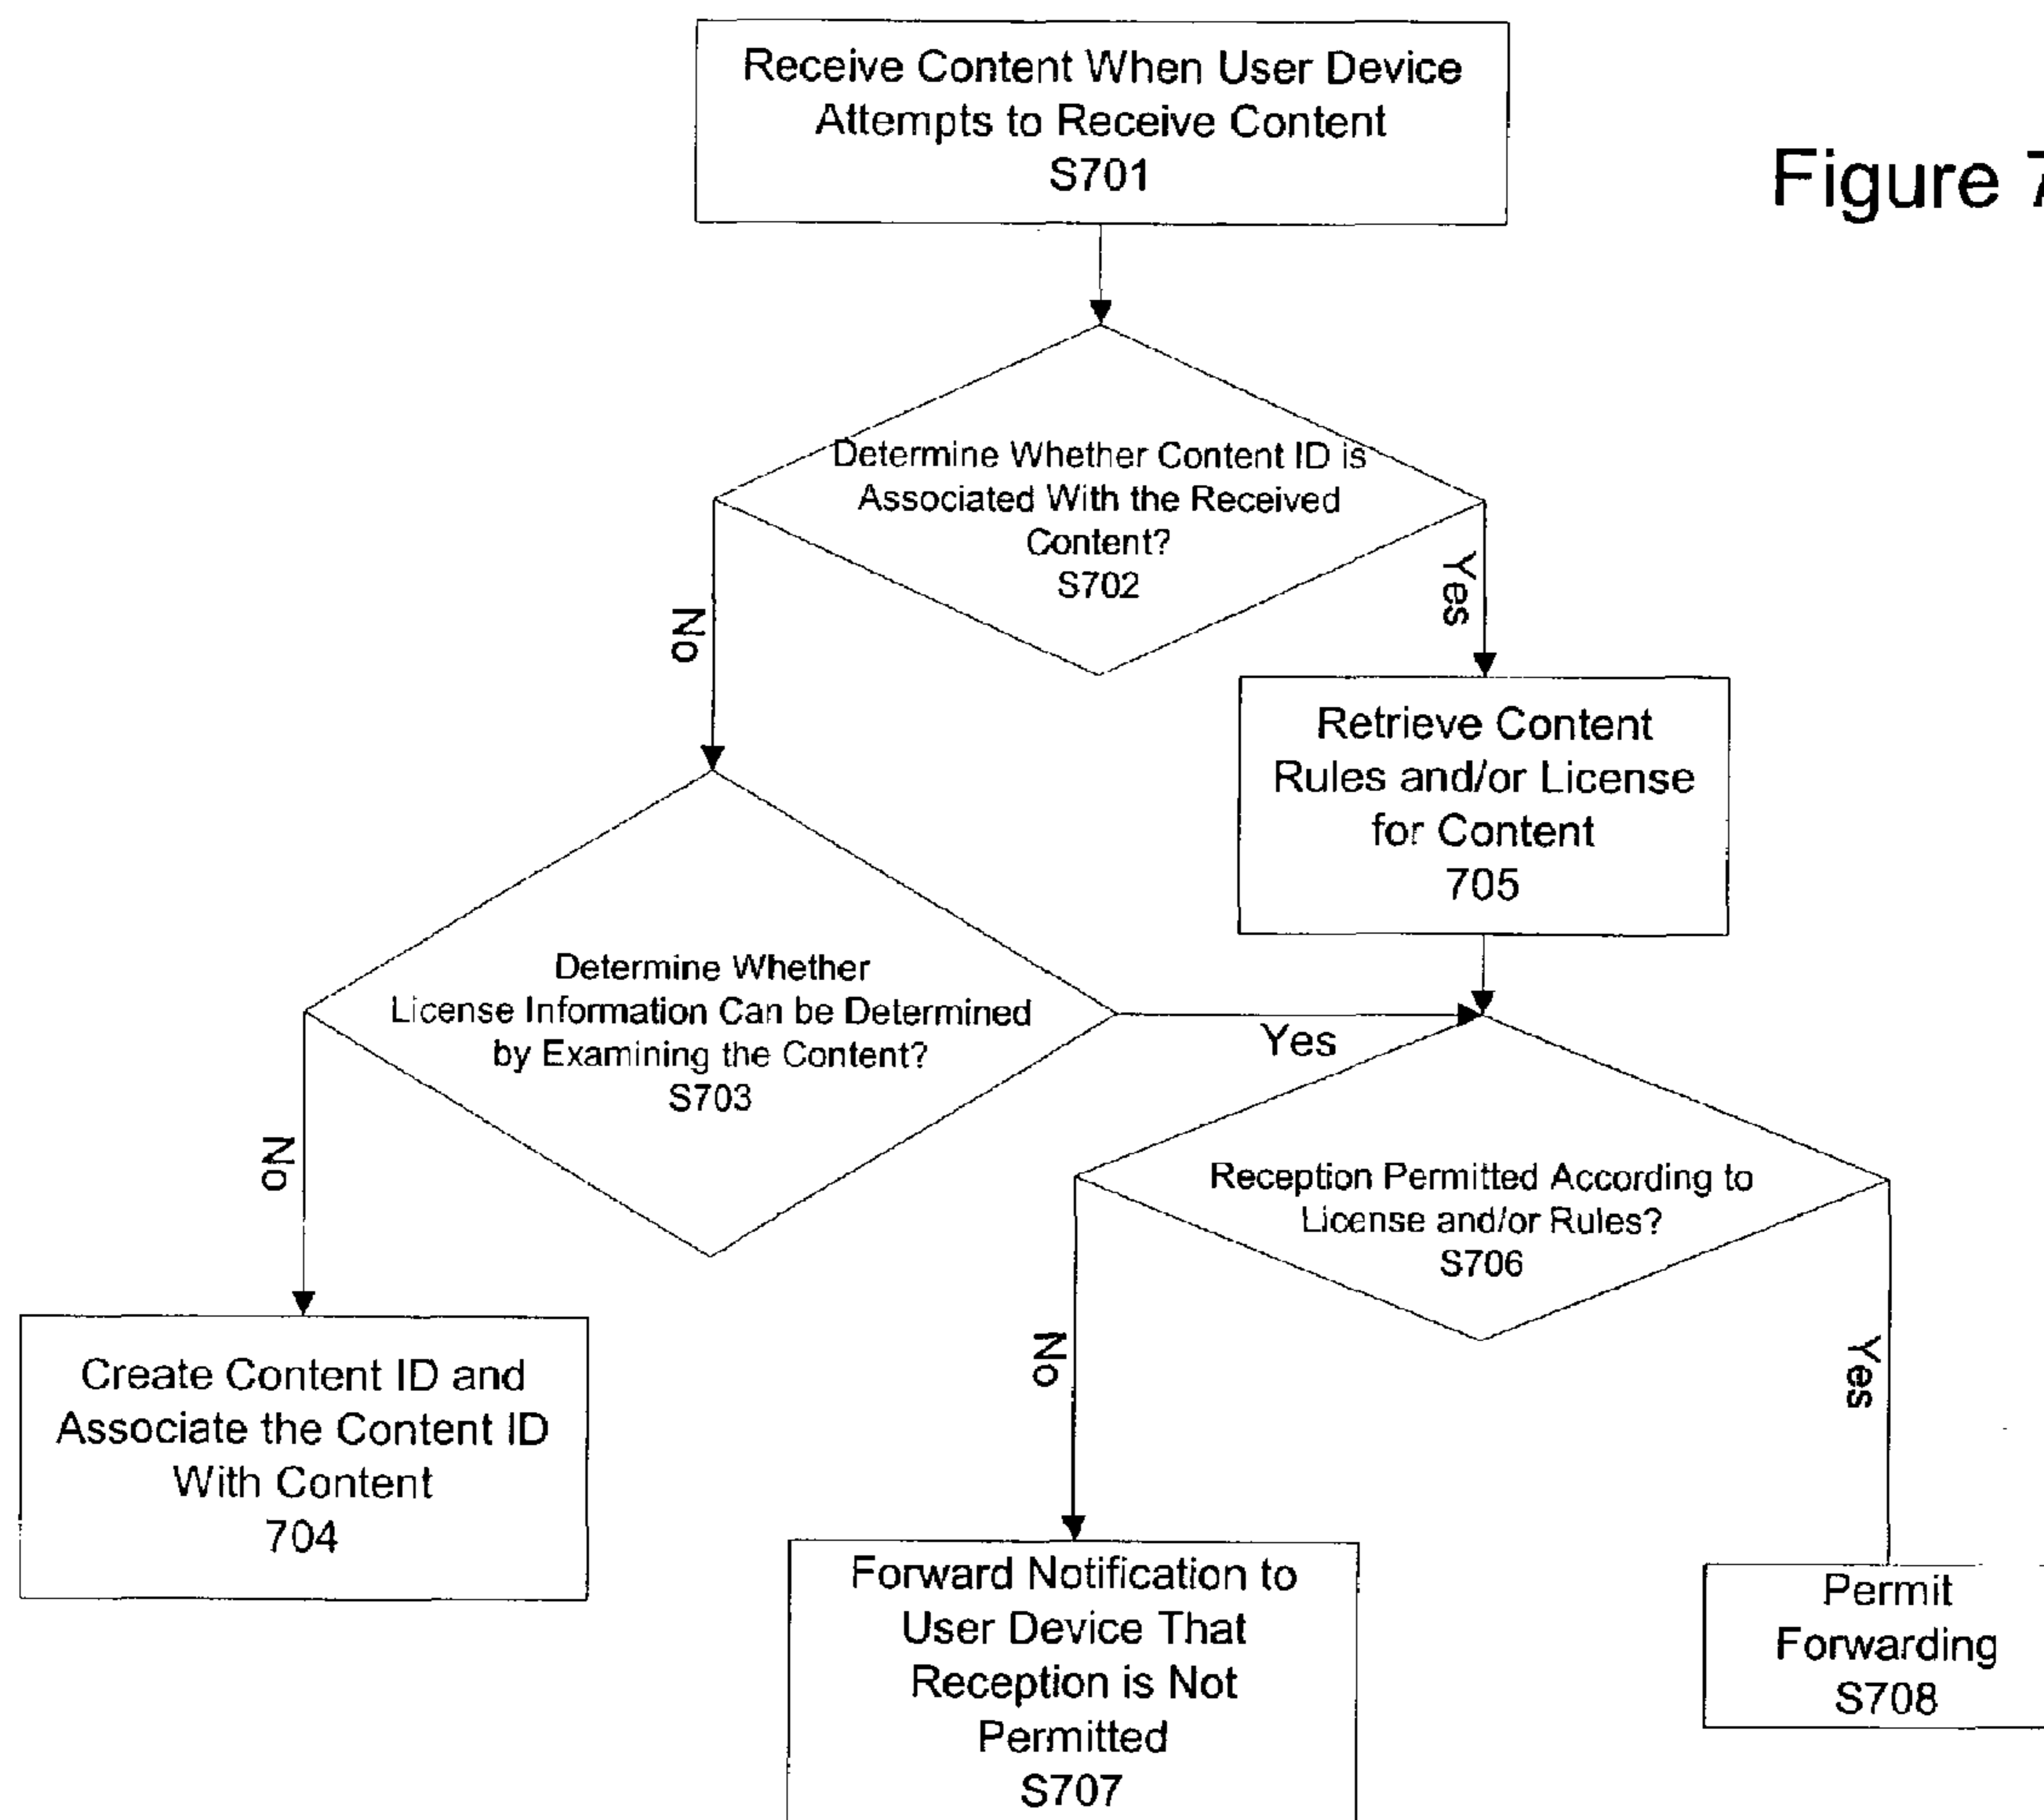 Receive Content When User Device
Attempts to Receive Content
S701
Figure 7
Determine Whether Content ID is
Associated With the Received
Content?
S702
No
Yes
Retrieve Content
Rules and/or License
for Content
705
Determine Whether
License Information Can be Determined
by Examining the Content?
S703
Yes
No
Reception Permitted According to
License and/or Rules?
S706
No
Yes
Create Content ID and
Associate the Content ID
With Content
704
Forward Notification to
User Device That
Reception is Not
Permitted
S707
Permit
Forwarding
S708